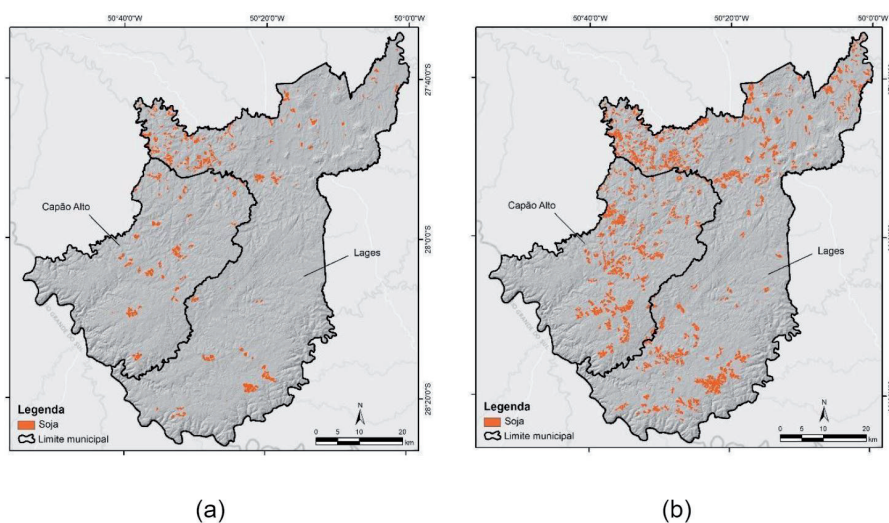 50°40'0"W 50°20'0"W 50°0'0"W
27°40'0"S
28°0'0"S
28°20'0"S
Capão Alto
Lages
Legenda
Soja
Limite municipal
N
0 5 10 20
km
(a)
50°40'0"W 50°20'0"W 50°0'0"W
Capão Alto
Lages
Legenda
Soja
Limite municipal
N
0 5 10 20
km
(b)